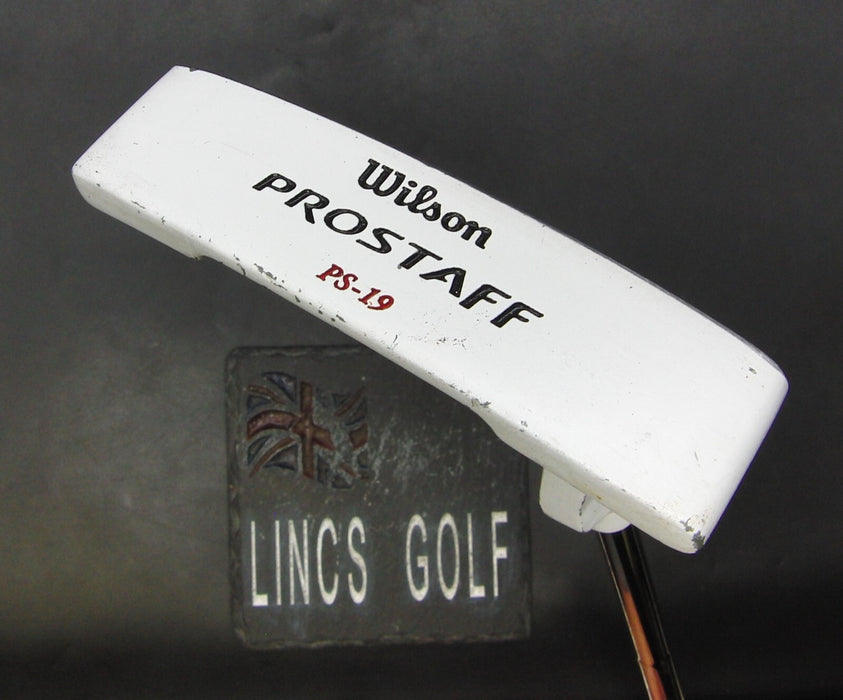 Wilson
PROSTAFF
PS-19
LINCS GOLF